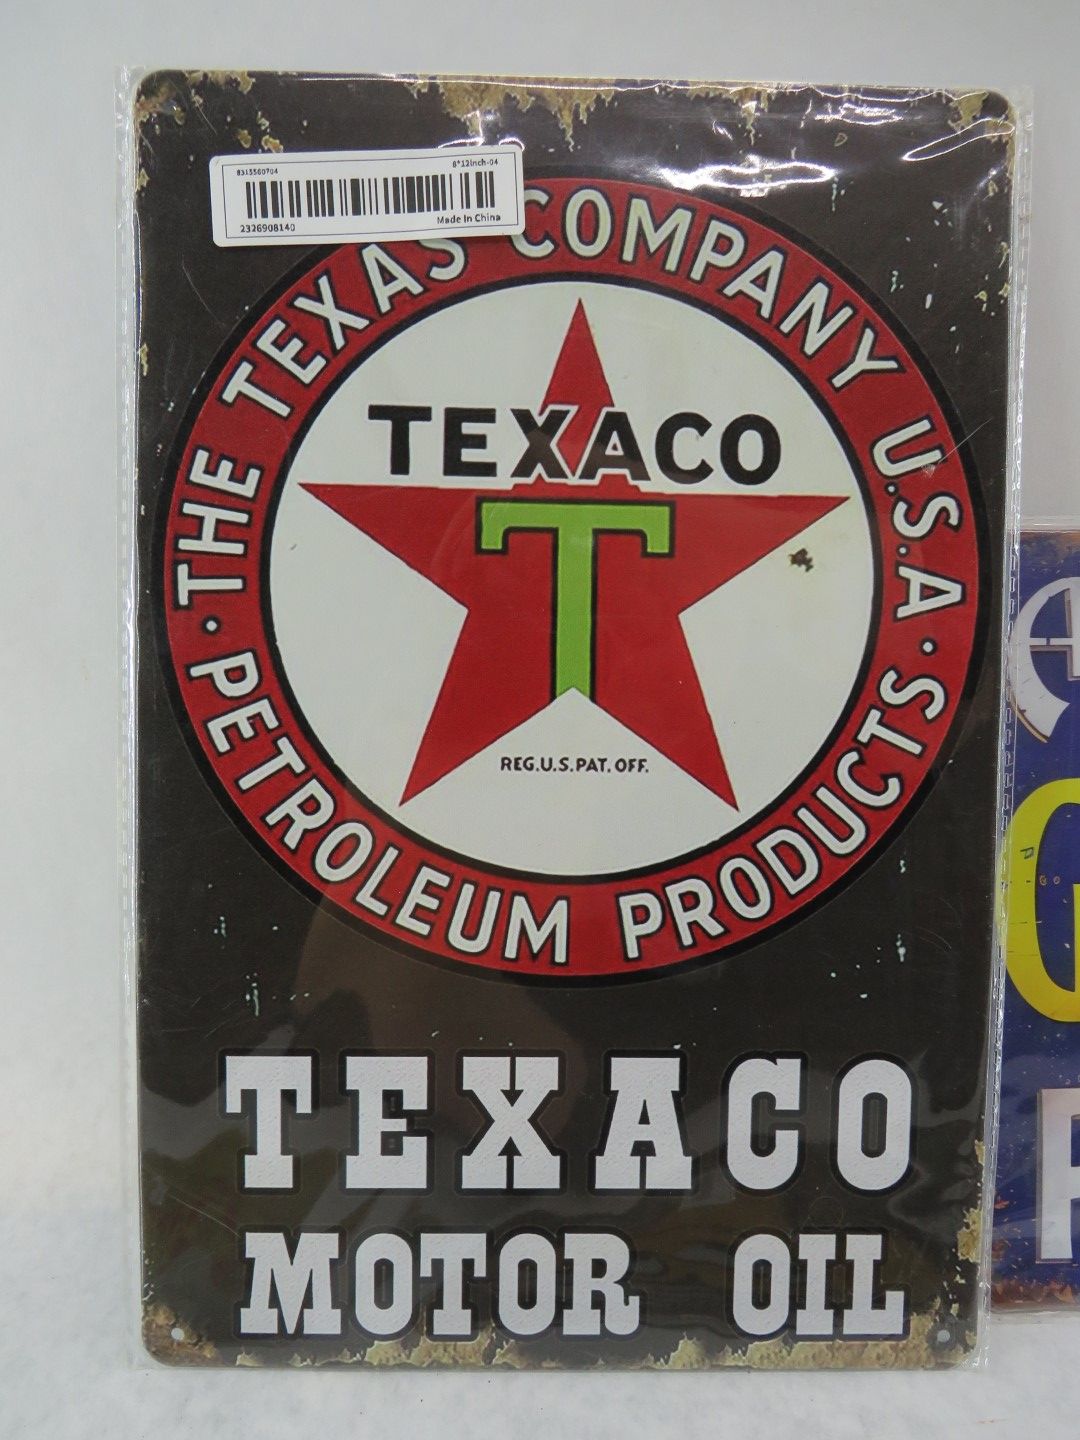 8315560704
8*12inch-04
Made In China
2326908140
·THE TEXAS COMPANY U.S.A·
TEXACO
T
REG.U.S.PAT. OFF.
PETROLEUM PRODUCTS
TEXACO
MOTOR OIL